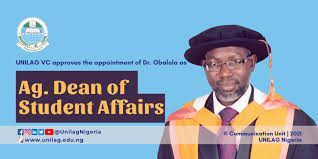 UNILAG VC approves the appointment of Dr. Obalola as
Ag. Dean of
Student Affairs
@UnilagNigeria
www.unilag.edu.ng
© Communication Unit | 2021
UNILAG Nigeria